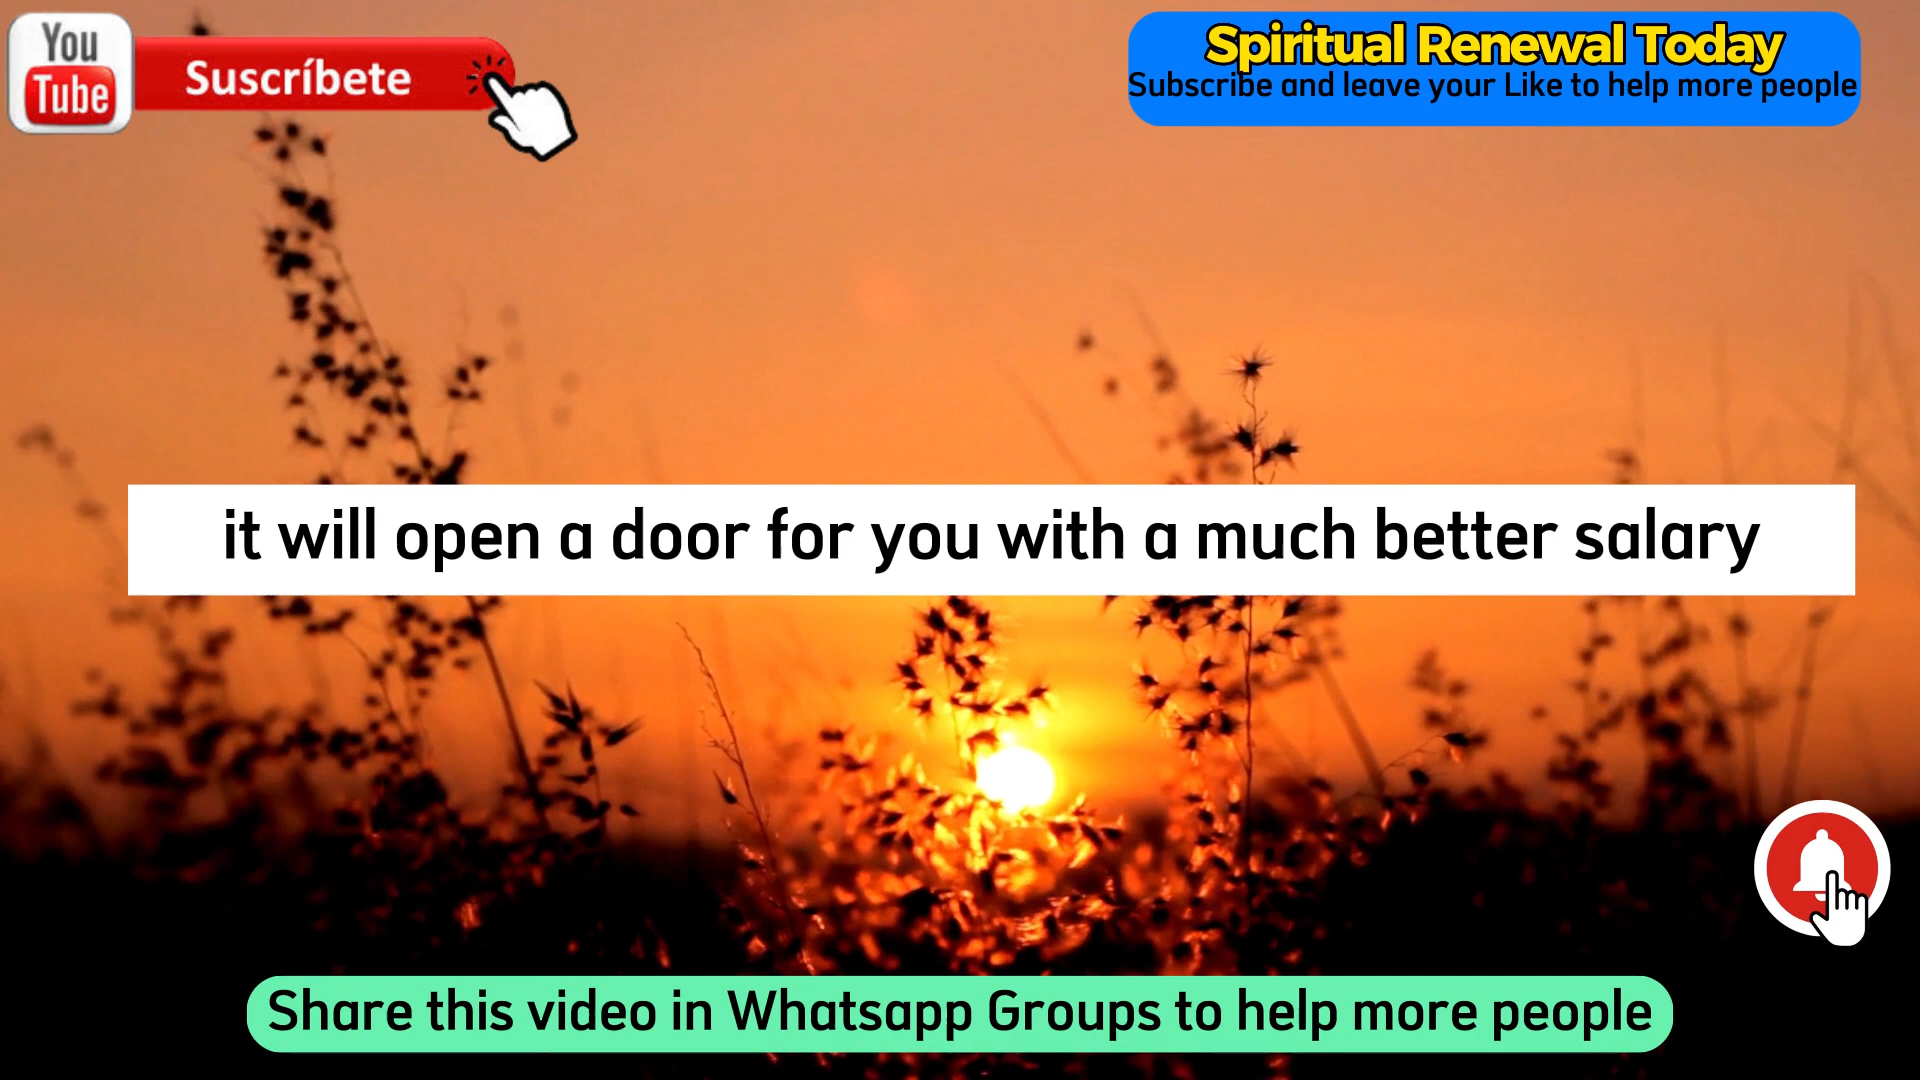 You
Tube
Suscríbete
Spiritual Renewal Today
Subscribe and leave your Like to help more people
it will open a door for you with a much better salary
Share this video in Whatsapp Groups to help more people